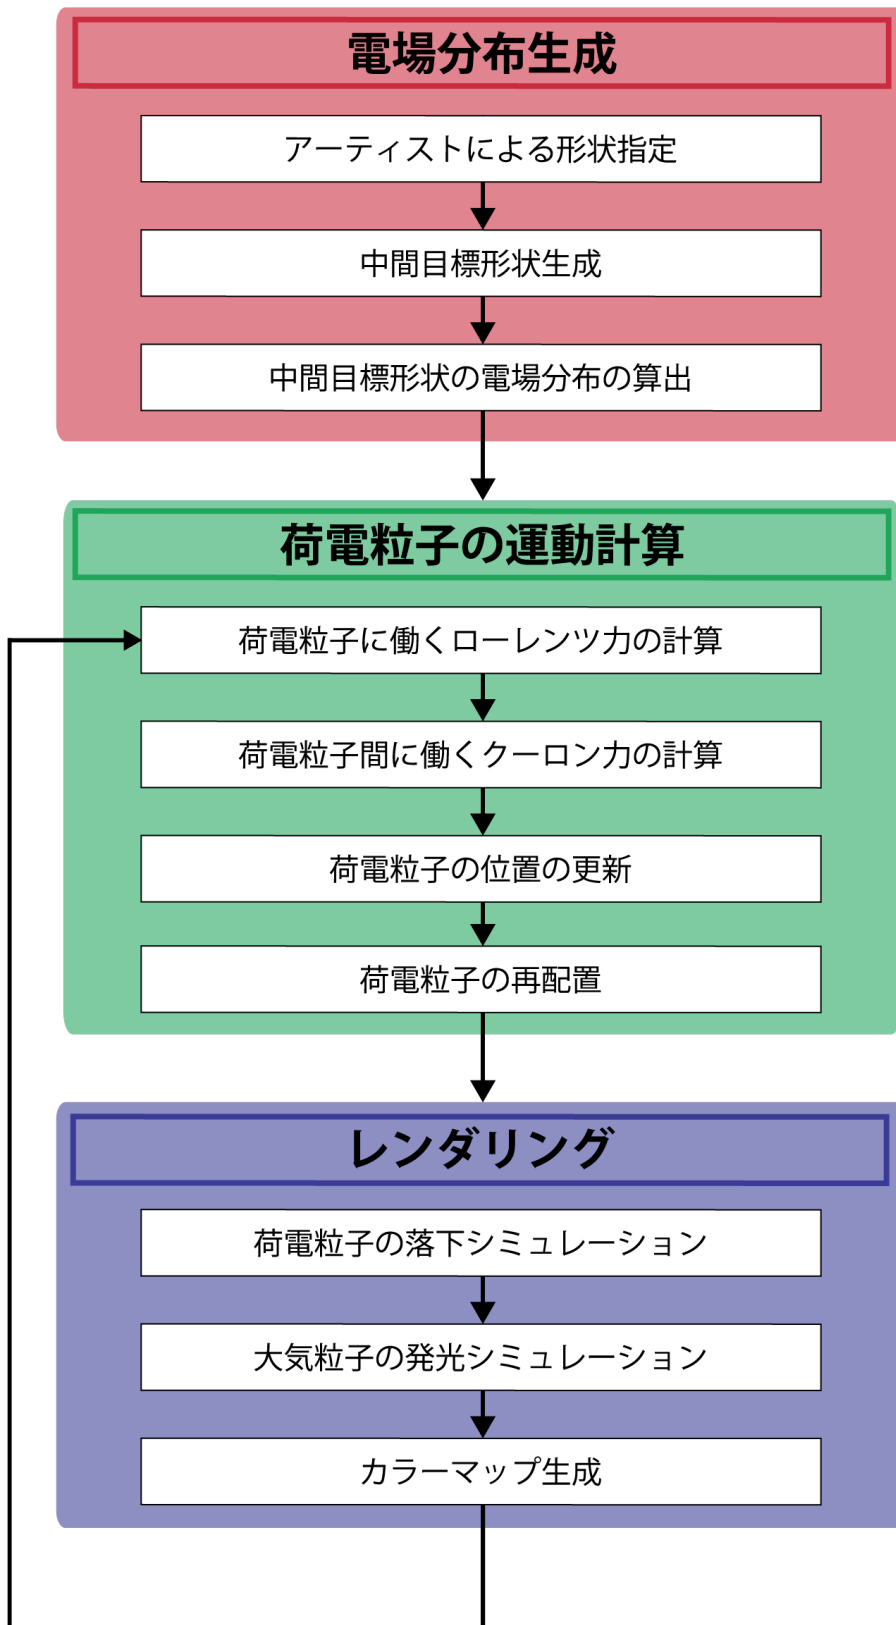 電場分布生成
アーティストによる形状指定
中間目標形状生成
中間目標形状の電場分布の算出
荷電粒子の運動計算
荷電粒子に働くローレンツ力の計算
荷電粒子間に働くクーロン力の計算
荷電粒子の位置の更新
荷電粒子の再配置
レンダリング
荷電粒子の落下シミュレーション
大気粒子の発光シミュレーション
カラーマップ生成